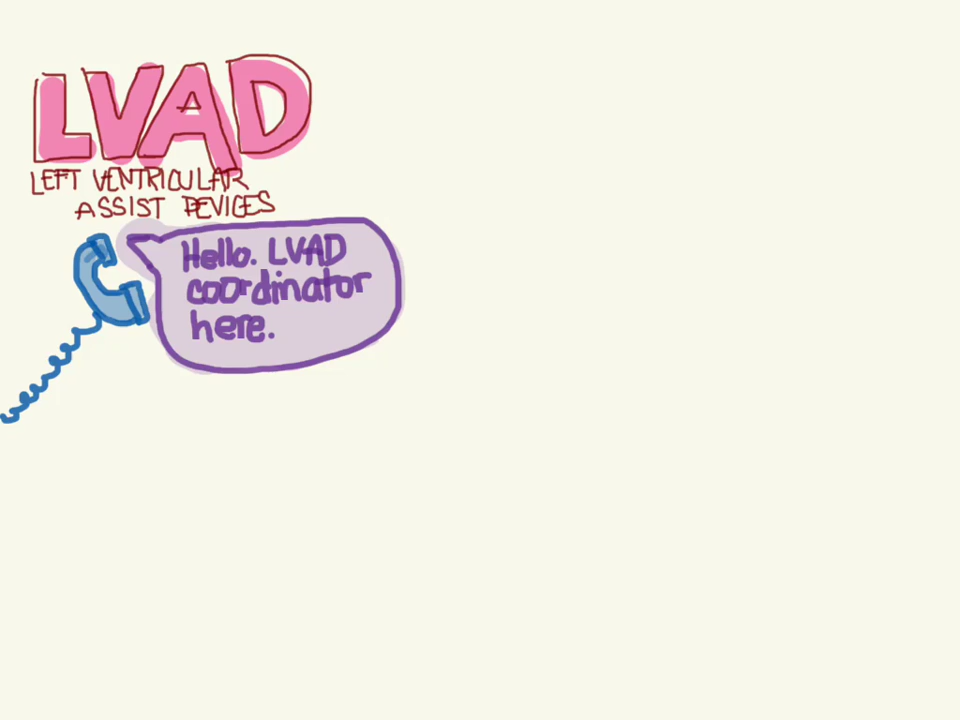 LVAD
LEFT VENTRICULAR
ASSIST DEVICES
Hello. LVAD
coordinator
here.